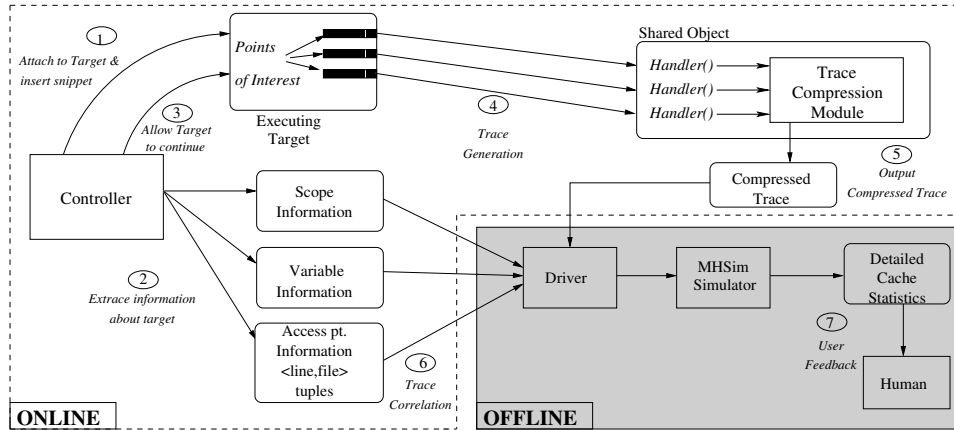 1
Attach to Target &
insert snippet
Points
of Interest
Executing
Target
3
Allow Target
to continue
4
Trace
Generation
Shared Object
Handler()
Handler()
Handler()
Trace
Compression
Module
5
Output
Compressed Trace
Compressed
Trace
Controller
Scope
Information
Variable
Information
2
Extrace information
about target
Access pt.
Information
<line,file>
tuples
6
Trace
Correlation
Driver
MHSim
Simulator
Detailed
Cache
Statistics
7
User
Feedback
Human
ONLINE
OFFLINE